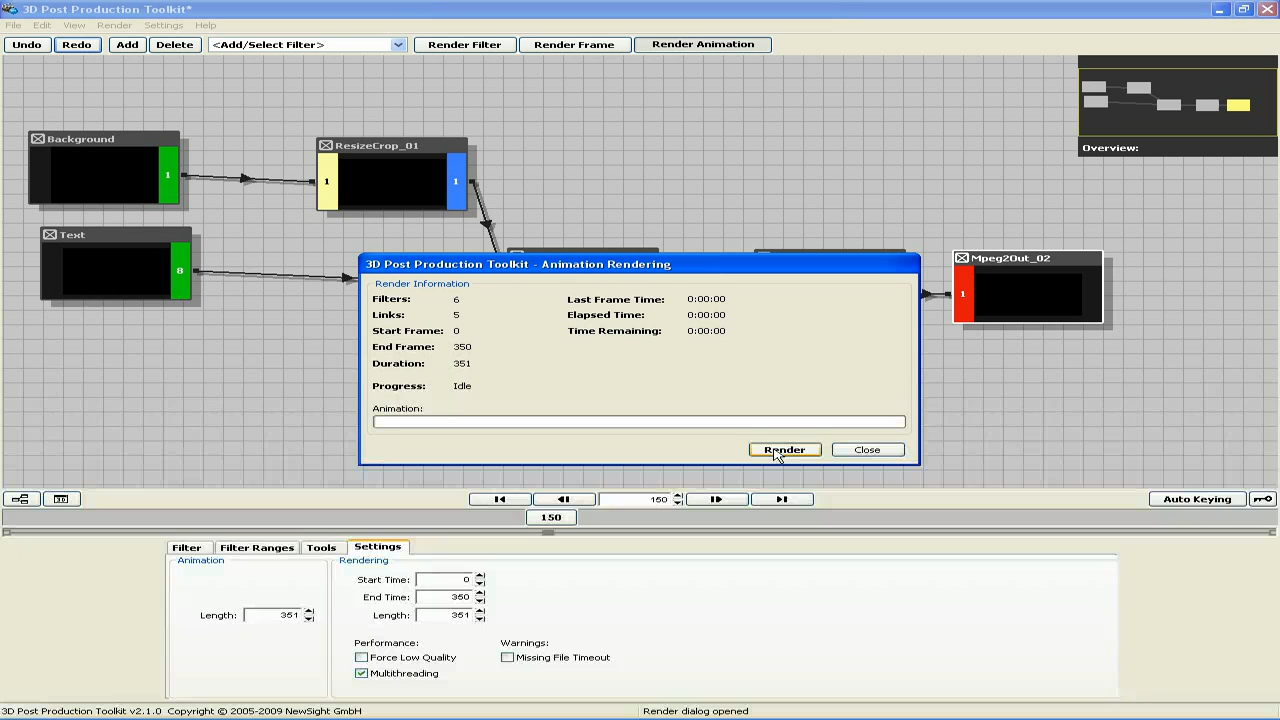 3D Post Production Toolkit*
File Edit View Render Settings Help
Undo Redo Add Delete <Add/Select Filter> Render Filter Render Frame Render Animation
Overview:
Background
1
ResizeCrop_01
1 1
Text
8
Mpeg2Out_02
1
3D Post Production Toolkit - Animation Rendering
Render Information
Filters: 6 Last Frame Time: 0:00:00
Links: 5 Elapsed Time: 0:00:00
Start Frame: 0 Time Remaining: 0:00:00
End Frame: 350
Duration: 351
Progress: Idle
Animation:
Render Close
150 Auto Keying
150
Filter Filter Ranges Tools Settings
Animation Rendering
Start Time: 0
End Time: 350
Length: 351 Length: 351
Performance: Warnings:
Force Low Quality Missing File Timeout
Multithreading
3D Post Production Toolkit v2.1.0 Copyright © 2005-2009 NewSight GmbH Render dialog opened